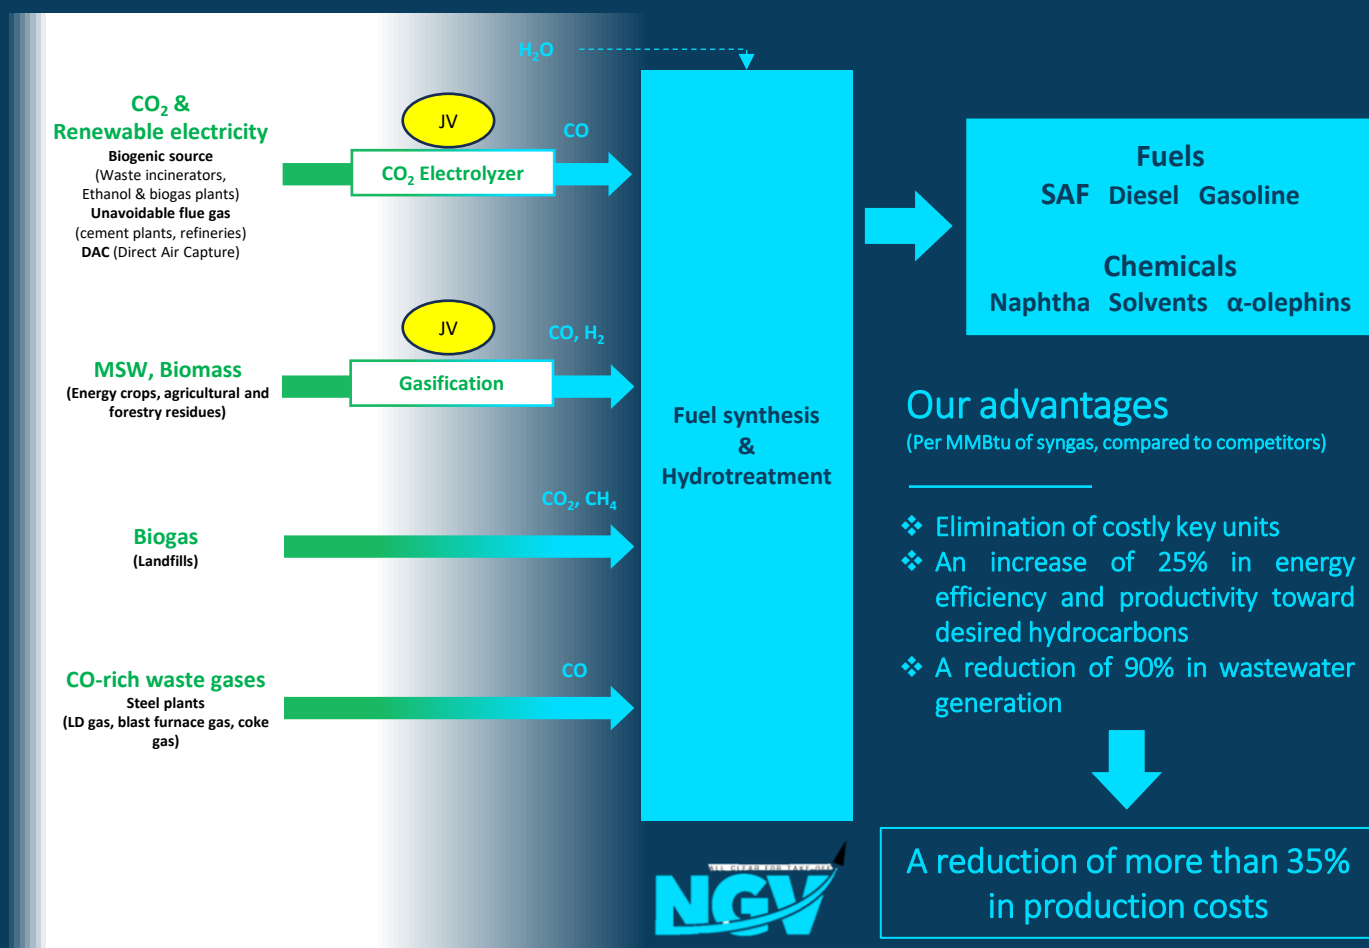 H₂O
CO₂ &
Renewable electricity
Biogenic source
(Waste incinerators,
Ethanol & biogas plants)
Unavoidable flue gas
(cement plants, refineries)
DAC (Direct Air Capture)
JV
CO₂ Electrolyzer
CO
MSW, Biomass
(Energy crops, agricultural and
forestry residues)
JV
Gasification
CO, H₂
Biogas
(Landfills)
CO₂, CH₄
CO-rich waste gases
Steel plants
(LD gas, blast furnace gas, coke
gas)
CO
Fuel synthesis
&
Hydrotreatment
Fuels
SAF Diesel Gasoline
Chemicals
Naphtha Solvents α-olephins
Our advantages
(Per MMBtu of syngas, compared to competitors)
❖ Elimination of costly key units
❖ An increase of 25% in energy
efficiency and productivity toward
desired hydrocarbons
❖ A reduction of 90% in wastewater
generation
A reduction of more than 35%
in production costs
ALL CLEAR FOR TAKE-OFF
NGV